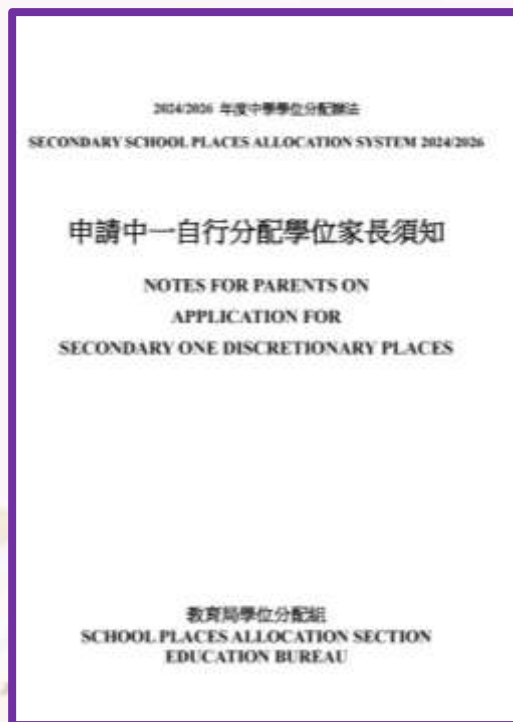 2024/2026 年度中學學位分配辦法
SECONDARY SCHOOL PLACES ALLOCATION SYSTEM 2024/2026
申請中一自行分配學位家長須知
NOTES FOR PARENTS ON
APPLICATION FOR
SECONDARY ONE DISCRETIONARY PLACES
教育局學位分配組
SCHOOL PLACES ALLOCATION SECTION
EDUCATION BUREAU